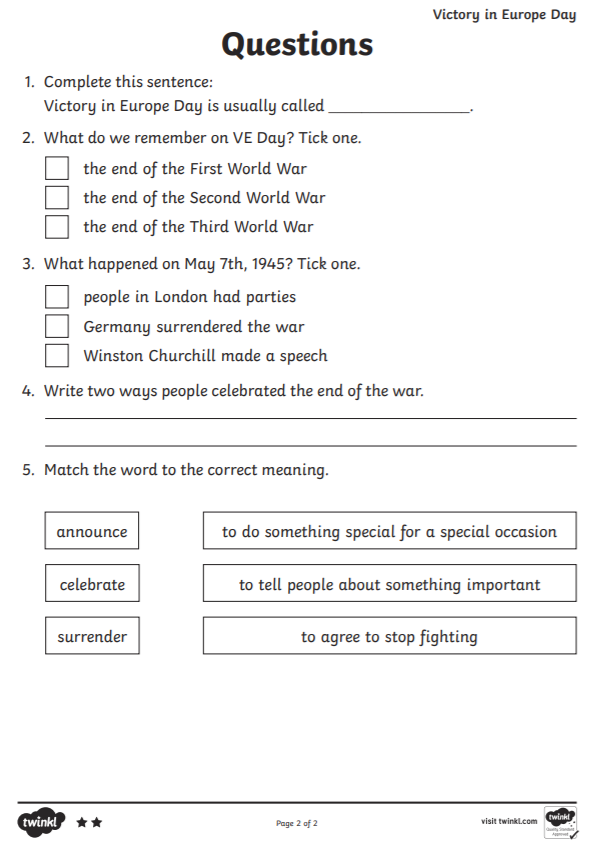 Victory in Europe Day
Questions
1. Complete this sentence:
Victory in Europe Day is usually called _________________.
2. What do we remember on VE Day? Tick one.
the end of the First World War
the end of the Second World War
the end of the Third World War
3. What happened on May 7th, 1945? Tick one.
people in London had parties
Germany surrendered the war
Winston Churchill made a speech
4. Write two ways people celebrated the end of the war.
5. Match the word to the correct meaning.
announce to do something special for a special occasion
celebrate to tell people about something important
surrender to agree to stop fighting
twinkl Page 2 of 2 visit twinkl.com twinkl
Quality Standard
Approved